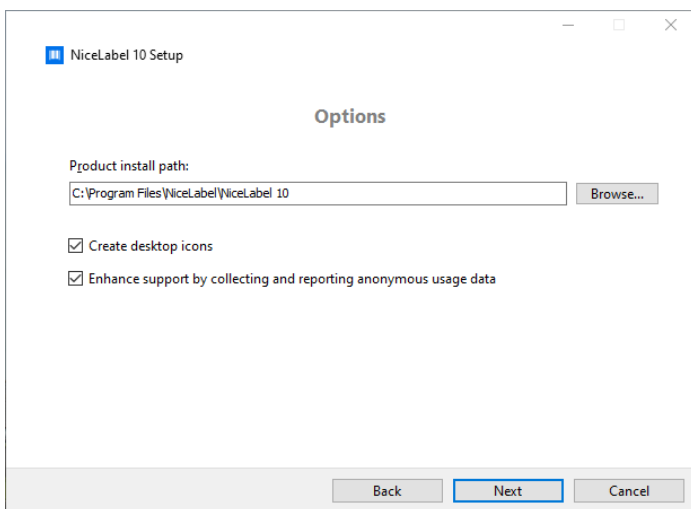 NiceLabel 10 Setup
Options
Product install path:
C:\Program Files\NiceLabel\NiceLabel 10
Browse...
Create desktop icons
Enhance support by collecting and reporting anonymous usage data
Back
Next
Cancel